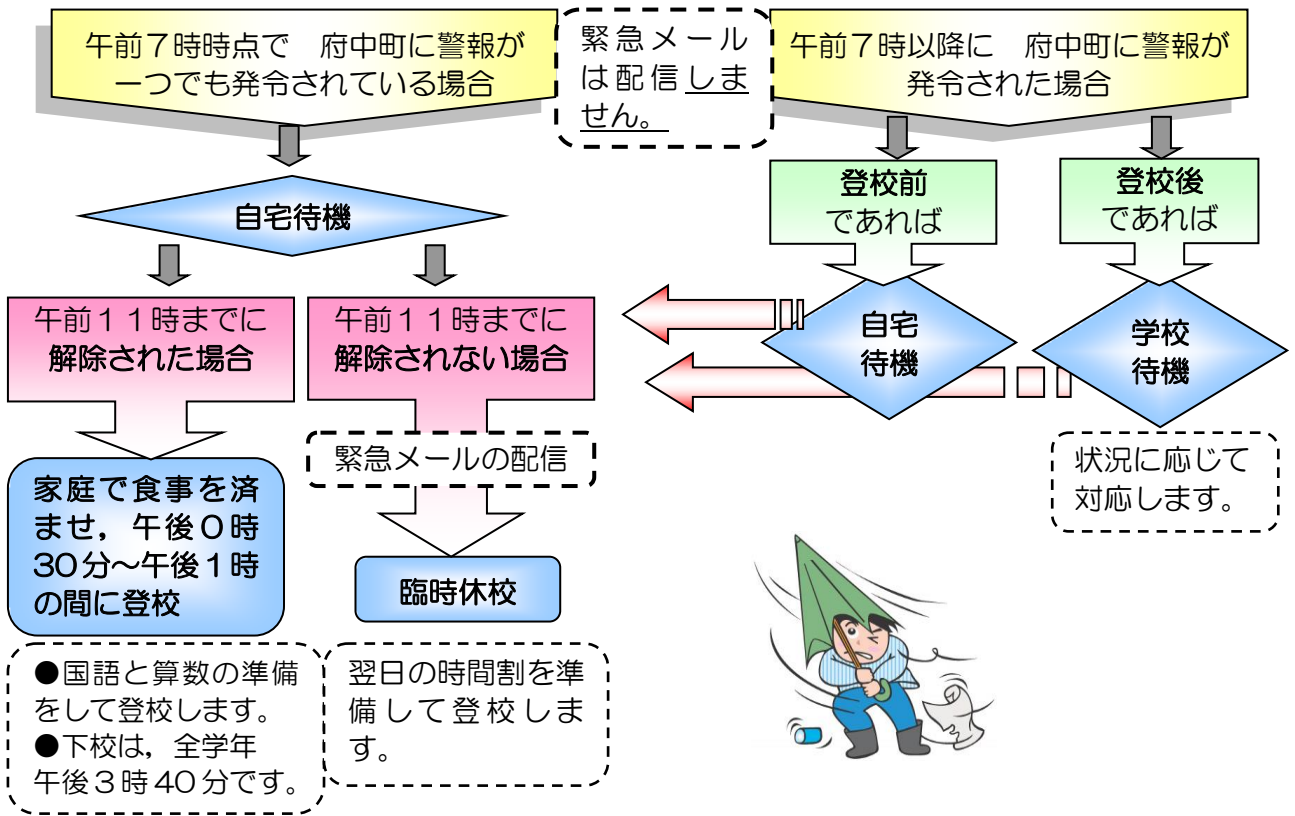 午前７時時点で　府中町に警報が
一つでも発令されている場合
緊急メール
は配信しま
せん。
午前７時以降に　府中町に警報が
発令された場合
自宅待機
登校前
であれば
登校後
であれば
午前１１時までに
解除された場合
午前１１時までに
解除されない場合
自宅
待機
学校
待機
緊急メールの配信
状況に応じて
対応します。
家庭で食事を済
ませ，午後０時
30分～午後１時
の間に登校
臨時休校
●国語と算数の準備
をして登校します。
●下校は，全学年
午後３時40分です。
翌日の時間割を準
備して登校しま
す。